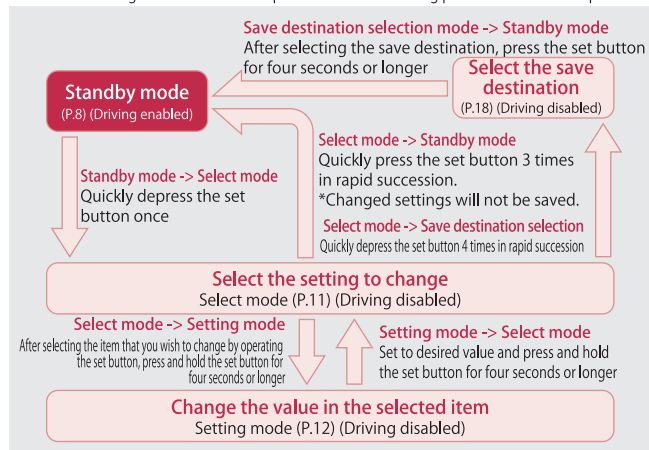 Save destination selection mode -> Standby mode
After selecting the save destination, press the set button
for four seconds or longer
Select the save
destination
(P.18) (Driving disabled)
Standby mode
(P.8) (Driving enabled)
Select mode -> Standby mode
Quickly press the set button 3 times
in rapid succession.
*Changed settings will not be saved.
Standby mode -> Select mode
Quickly depress the set
button once
Select mode -> Save destination selection
Quickly depress the set button 4 times in rapid succession
Select the setting to change
Select mode (P.11) (Driving disabled)
Select mode -> Setting mode
After selecting the item that you wish to change by operating
the set button, press and hold the set button for
four seconds or longer
Setting mode -> Select mode
Set to desired value and press and hold
the set button for four seconds or longer
Change the value in the selected item
Setting mode (P.12) (Driving disabled)